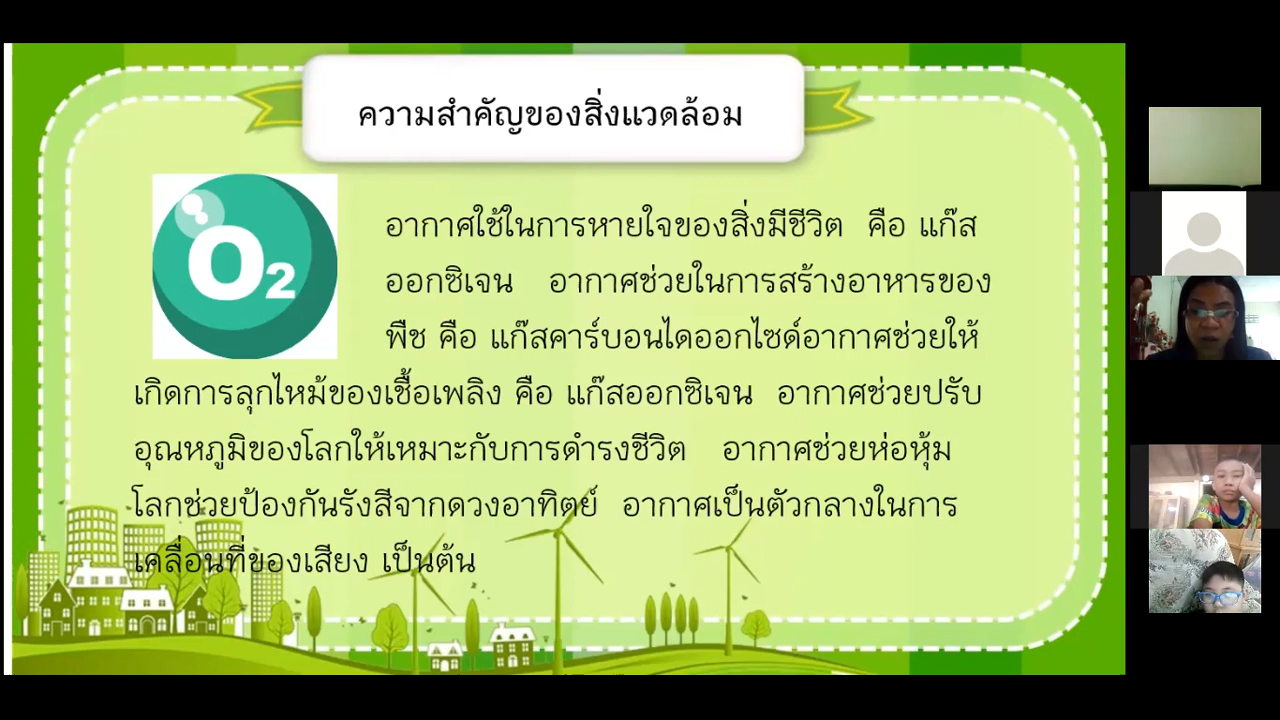 ความสำคัญของสิ่งแวดล้อม
O2
อากาศใช้ในการหายใจของสิ่งมีชีวิต คือ แก๊ส
ออกซิเจน อากาศช่วยในการสร้างอาหารของ
พืช คือ แก๊สคาร์บอนไดออกไซด์อากาศช่วยให้
เกิดการลุกไหม้ของเชื้อเพลิง คือ แก๊สออกซิเจน อากาศช่วยปรับ
อุณหภูมิของโลกให้เหมาะกับการดำรงชีวิต อากาศช่วยห่อหุ้ม
โลกช่วยป้องกันรังสีจากดวงอาทิตย์ อากาศเป็นตัวกลางในการ
เคลื่อนที่ของเสียง เป็นต้น